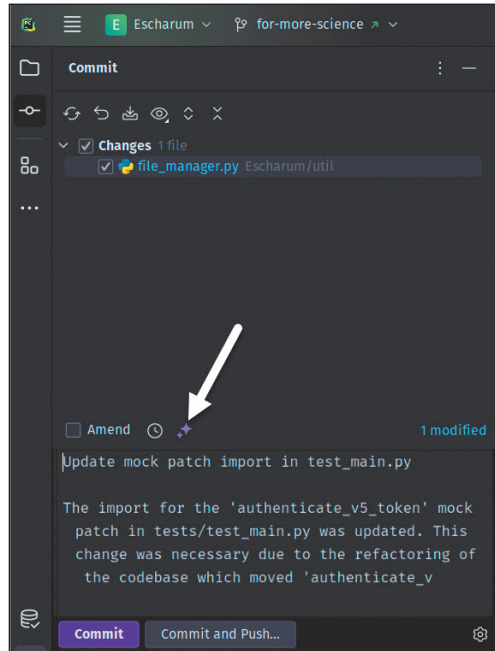 E Escharum for-more-science
Commit
Changes 1 file
file_manager.py Escharum/util
Amend 1 modified
Update mock patch import in test_main.py
The import for the 'authenticate_v5_token' mock
patch in tests/test_main.py was updated. This
change was necessary due to the refactoring of
the codebase which moved 'authenticate_v
Commit Commit and Push...